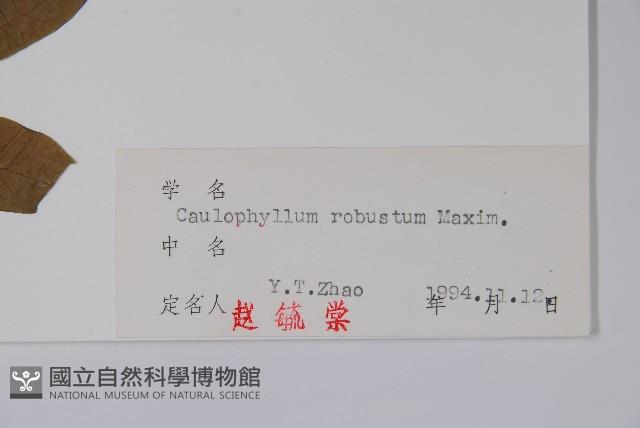 学 名
Caulophyllum robustum Maxim.
中 名
Y.T.Zhao 1994.11.12.
定名人 赵毓棠 年 月 日
國立自然科學博物館
NATIONAL MUSEUM OF NATURAL SCIENCE